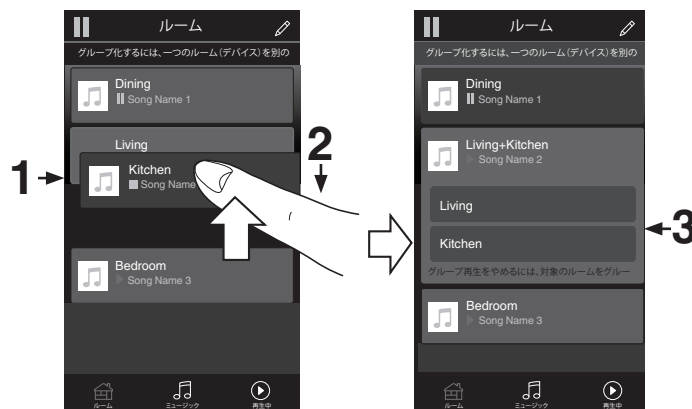 ルーム
グループ化するには、一つのルーム（デバイス）を別の
Dining
Song Name 1
Living
Kitchen
Song Name
Bedroom
Song Name 3
ルーム
ミュージック
再生中
1
2
ルーム
グループ化するには、一つのルーム（デバイス）を別の
Dining
Song Name 1
Living+Kitchen
Song Name 2
Living
Kitchen
グループ再生をやめるには、対象のルームをグルー
Bedroom
Song Name 3
ルーム
ミュージック
再生中
3